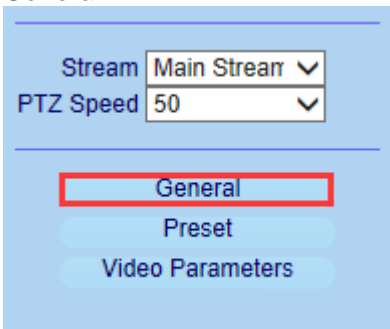 Stream Main Stream
PTZ Speed 50
General
Preset
Video Parameters